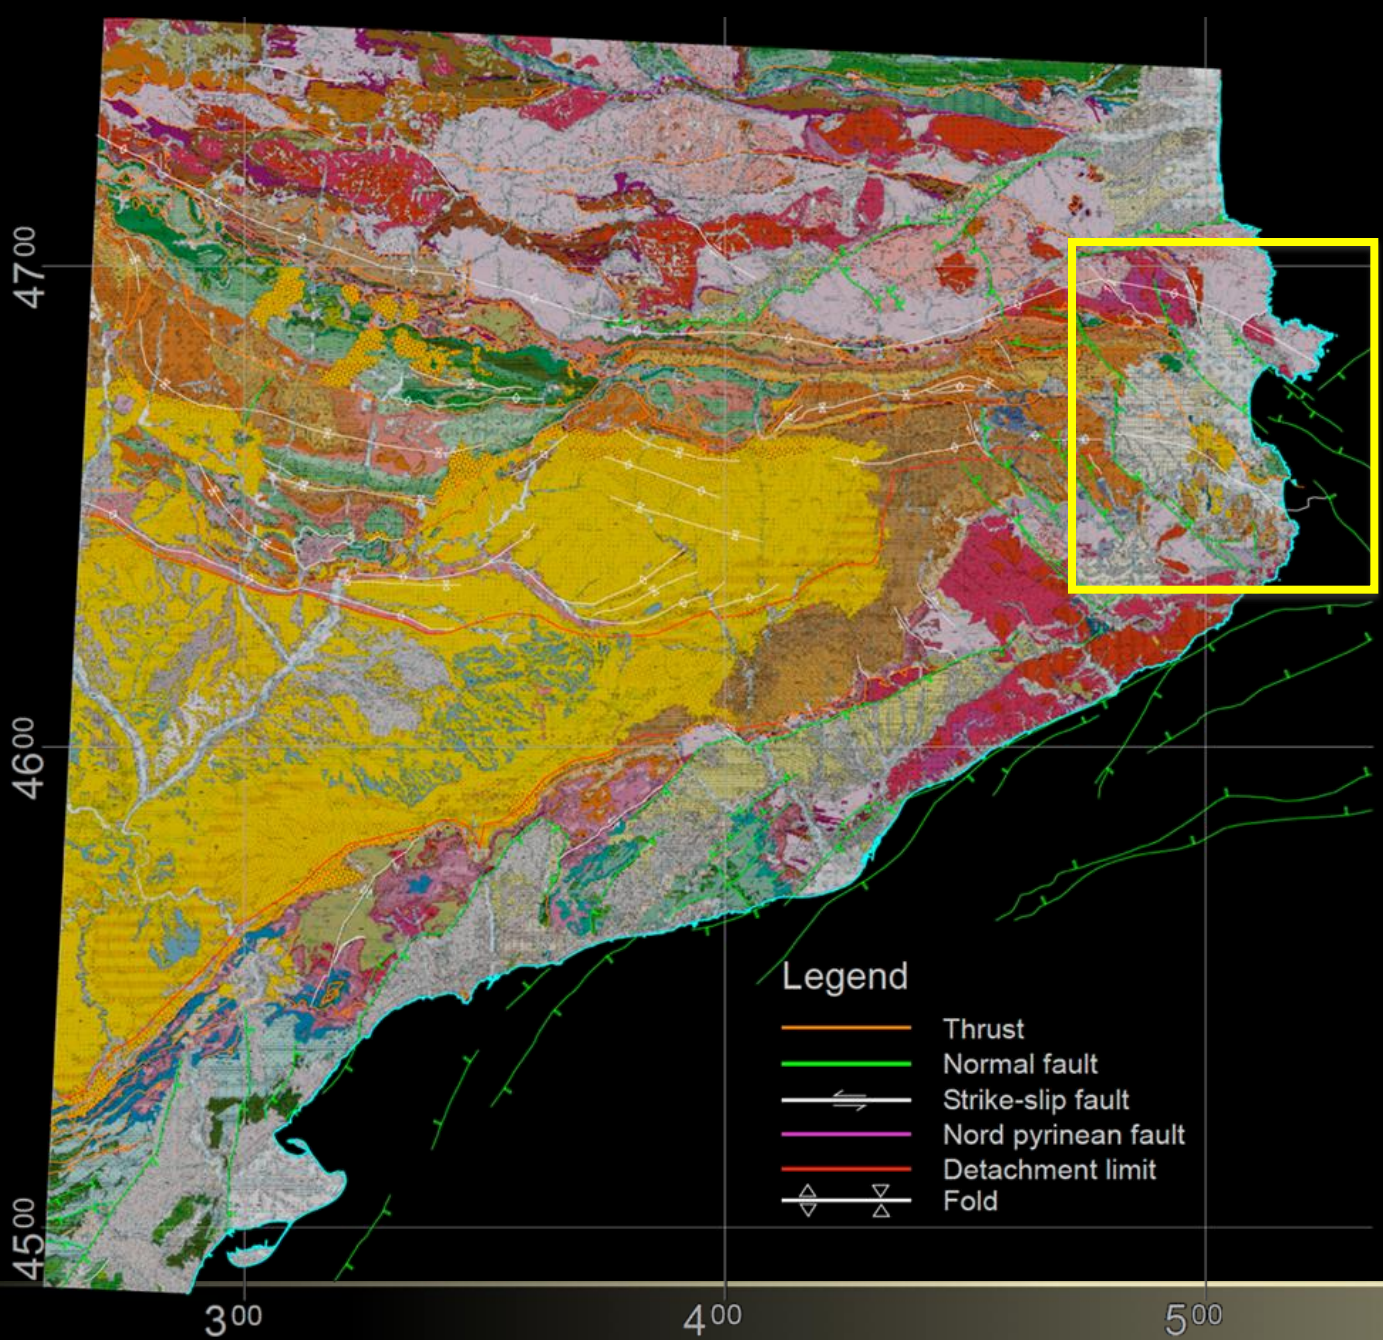 47⁰⁰
46⁰⁰
45⁰⁰
Legend
Thrust
Normal fault
Strike-slip fault
Nord pyrinean fault
Detachment limit
Fold
3⁰⁰
4⁰⁰
5⁰⁰